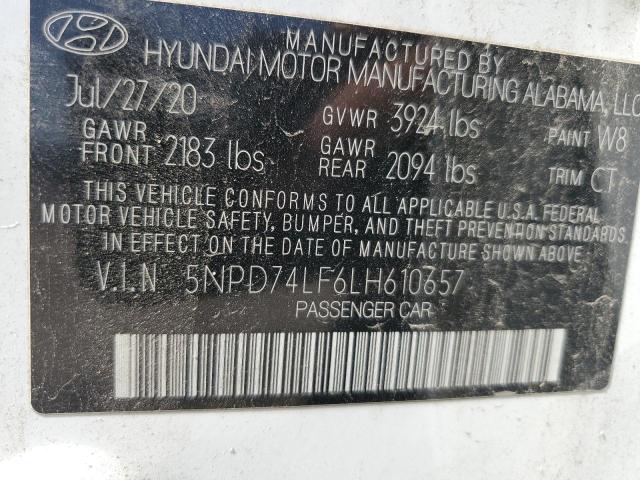 MANUFACTURED BY
HYUNDAI MOTOR MANUFACTURING ALABAMA, LLC
Jul/27/20
GVWR 3924 lbs
PAINT W8
GAWR FRONT 2183 lbs
GAWR REAR 2094 lbs
TRIM CT
THIS VEHICLE CONFORMS TO ALL APPLICABLE U.S.A. FEDERAL
MOTOR VEHICLE SAFETY, BUMPER, AND THEFT PREVENTION STANDARDS
IN EFFECT ON THE DATE OF MANUFACTURE SHOWN ABOVE.
V.I.N 5NPD74LF6LH610657
PASSENGER CAR